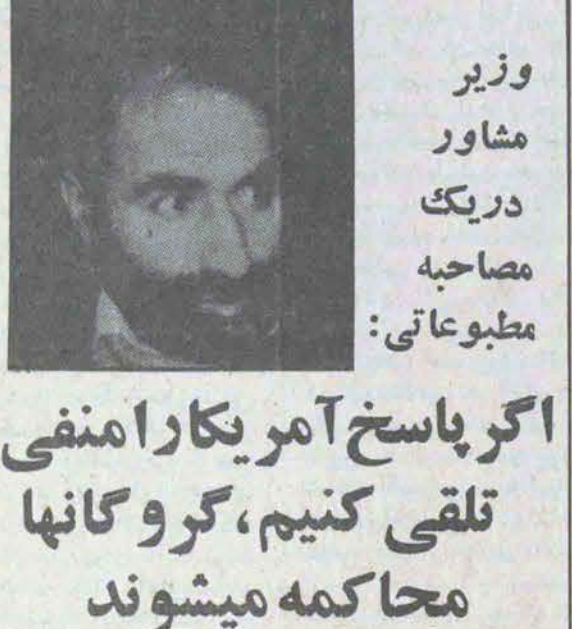 وزیر
مشاور
دریک
مصاحبه
مطبوعاتی:
اگر پاسخ آمریکا را منفی
تلقی کنیم، گروگانها
محاکمه میشوند